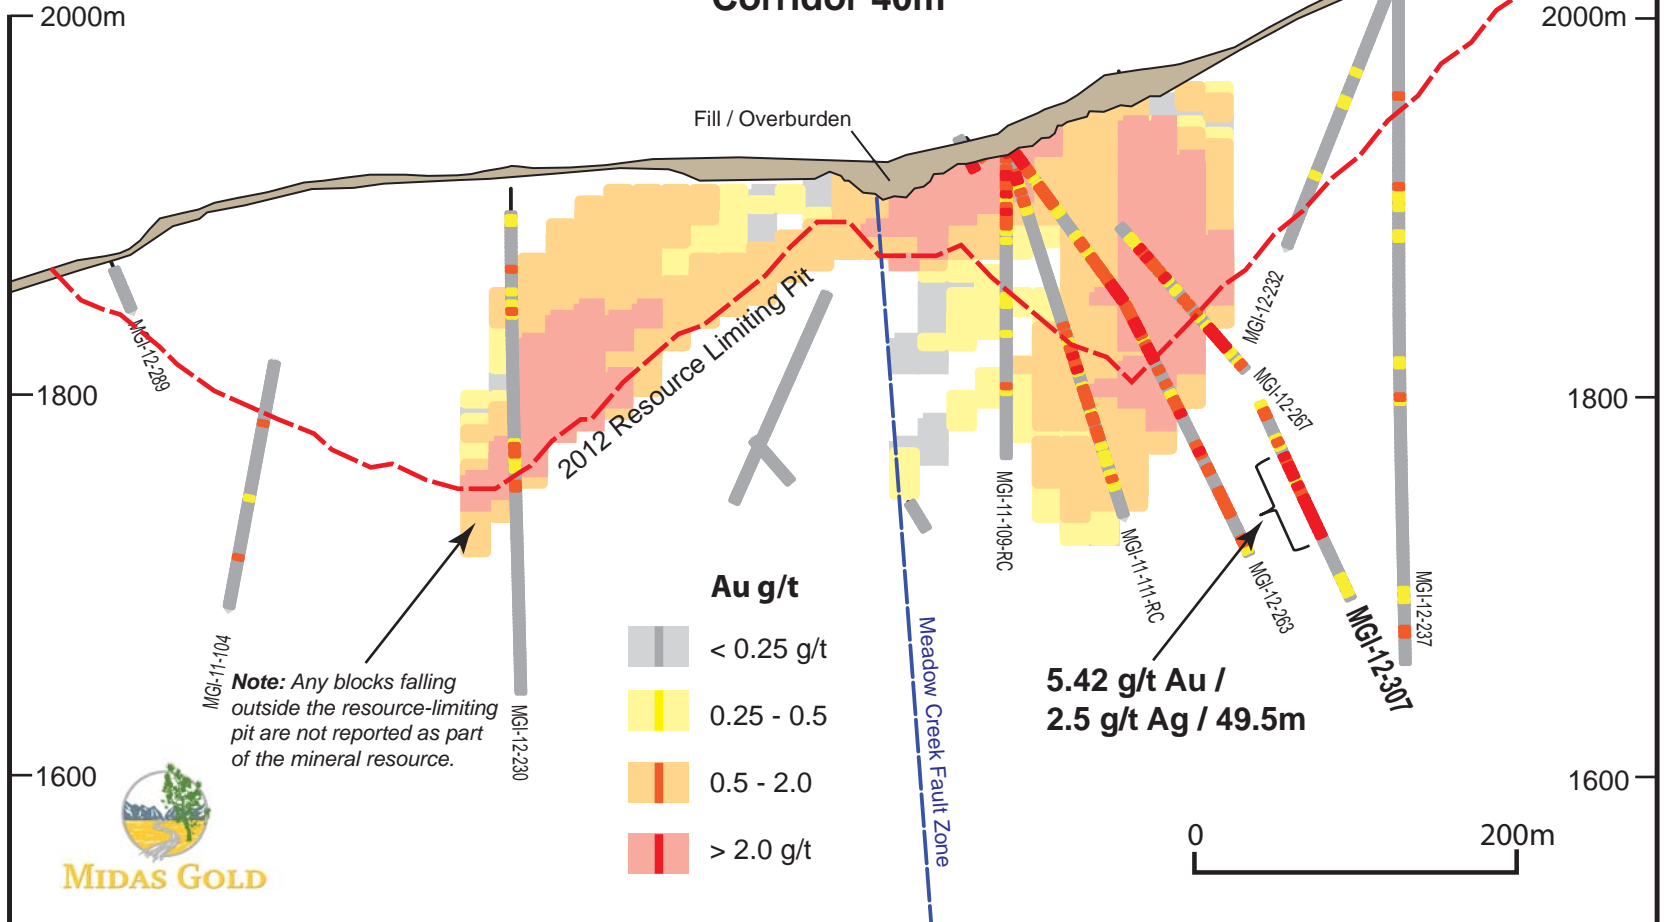 Corridor 40m
2000m
2000m
Fill / Overburden
MGI-12-289
2012 Resource Limiting Pit
MGI-12-232
1800
1800
MGI-12-267
MGI-11-109-RC
MGI-11-111-RC
MGI-12-263
MGI-12-307
MGI-12-237
MGI-11-104
MGI-12-230
Note: Any blocks falling
outside the resource-limiting
pit are not reported as part
of the mineral resource.
Au g/t
< 0.25 g/t
0.25 - 0.5
0.5 - 2.0
> 2.0 g/t
Meadow Creek Fault Zone
5.42 g/t Au /
2.5 g/t Ag / 49.5m
1600
1600
MIDAS GOLD
0 200m